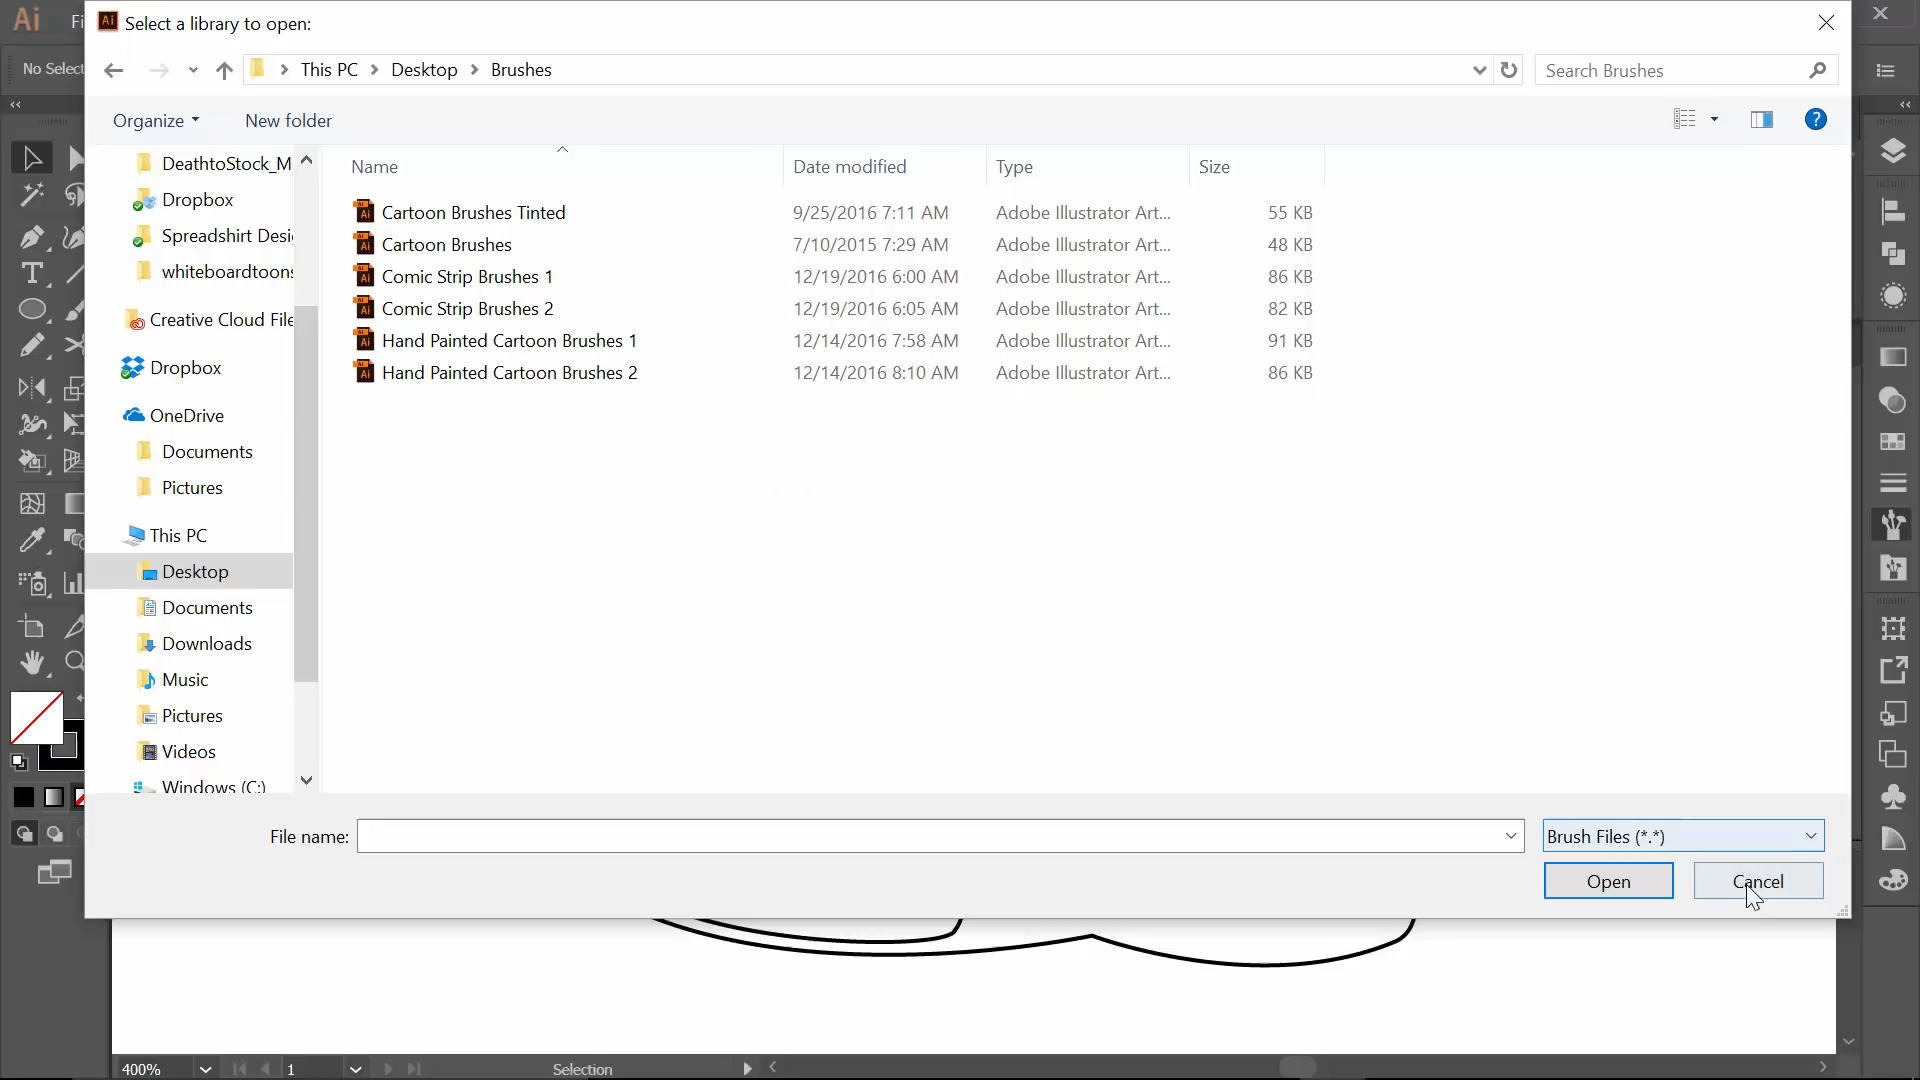 Ai Fi
Select a library to open:
No Select
This PC > Desktop > Brushes
Search Brushes
Organize
New folder
Name
Date modified
Type
Size
Cartoon Brushes Tinted 9/25/2016 7:11 AM Adobe Illustrator Art... 55 KB
Cartoon Brushes 7/10/2015 7:29 AM Adobe Illustrator Art... 48 KB
Comic Strip Brushes 1 12/19/2016 6:00 AM Adobe Illustrator Art... 86 KB
Comic Strip Brushes 2 12/19/2016 6:05 AM Adobe Illustrator Art... 82 KB
Hand Painted Cartoon Brushes 1 12/14/2016 7:58 AM Adobe Illustrator Art... 91 KB
Hand Painted Cartoon Brushes 2 12/14/2016 8:10 AM Adobe Illustrator Art... 86 KB
DeathtoStock_M
Dropbox
Spreadshirt Desi
whiteboardtoons
Creative Cloud File
Dropbox
OneDrive
Documents
Pictures
This PC
Desktop
Documents
Downloads
Music
Pictures
Videos
Windows (C:)
File name:
Brush Files (*.*)
Open
Cancel
400%
1
Selection